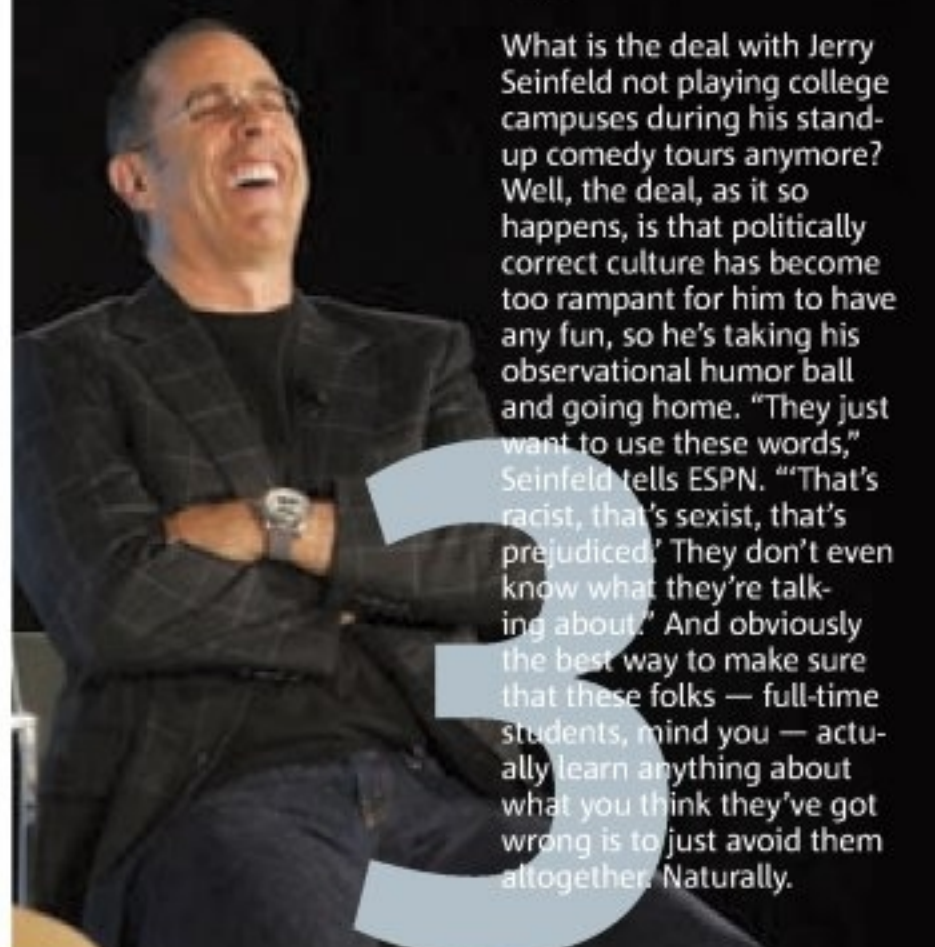 What is the deal with Jerry
Seinfeld not playing college
campuses during his stand-
up comedy tours anymore?
Well, the deal, as it so
happens, is that politically
correct culture has become
too rampant for him to have
any fun, so he's taking his
observational humor ball
and going home. “They just
want to use these words,”
Seinfeld tells ESPN. “‘That's
racist, that's sexist, that's
prejudiced.’ They don't even
know what they're talk-
ing about.” And obviously
the best way to make sure
that these folks — full-time
students, mind you — actu-
ally learn anything about
what you think they've got
wrong is to just avoid them
altogether. Naturally.
3